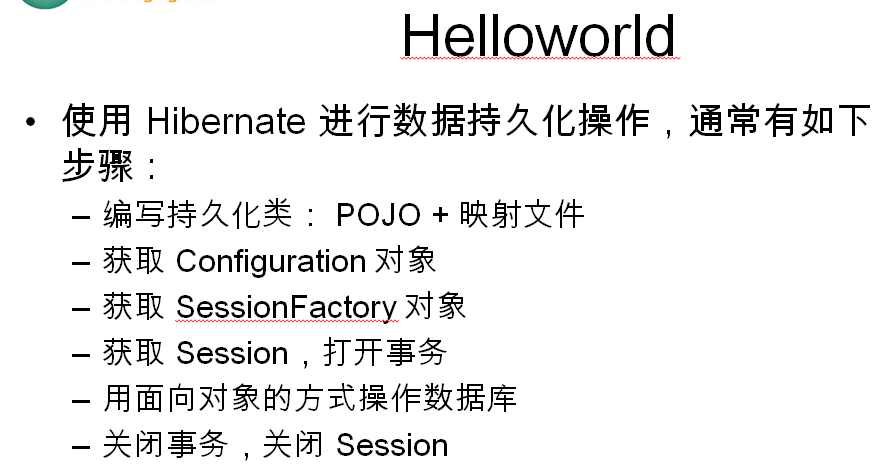 Helloworld
• 使用 Hibernate 进行数据持久化操作，通常有如下
步骤：
– 编写持久化类： POJO + 映射文件
– 获取 Configuration 对象
– 获取 SessionFactory 对象
– 获取 Session，打开事务
– 用面向对象的方式操作数据库
– 关闭事务，关闭 Session